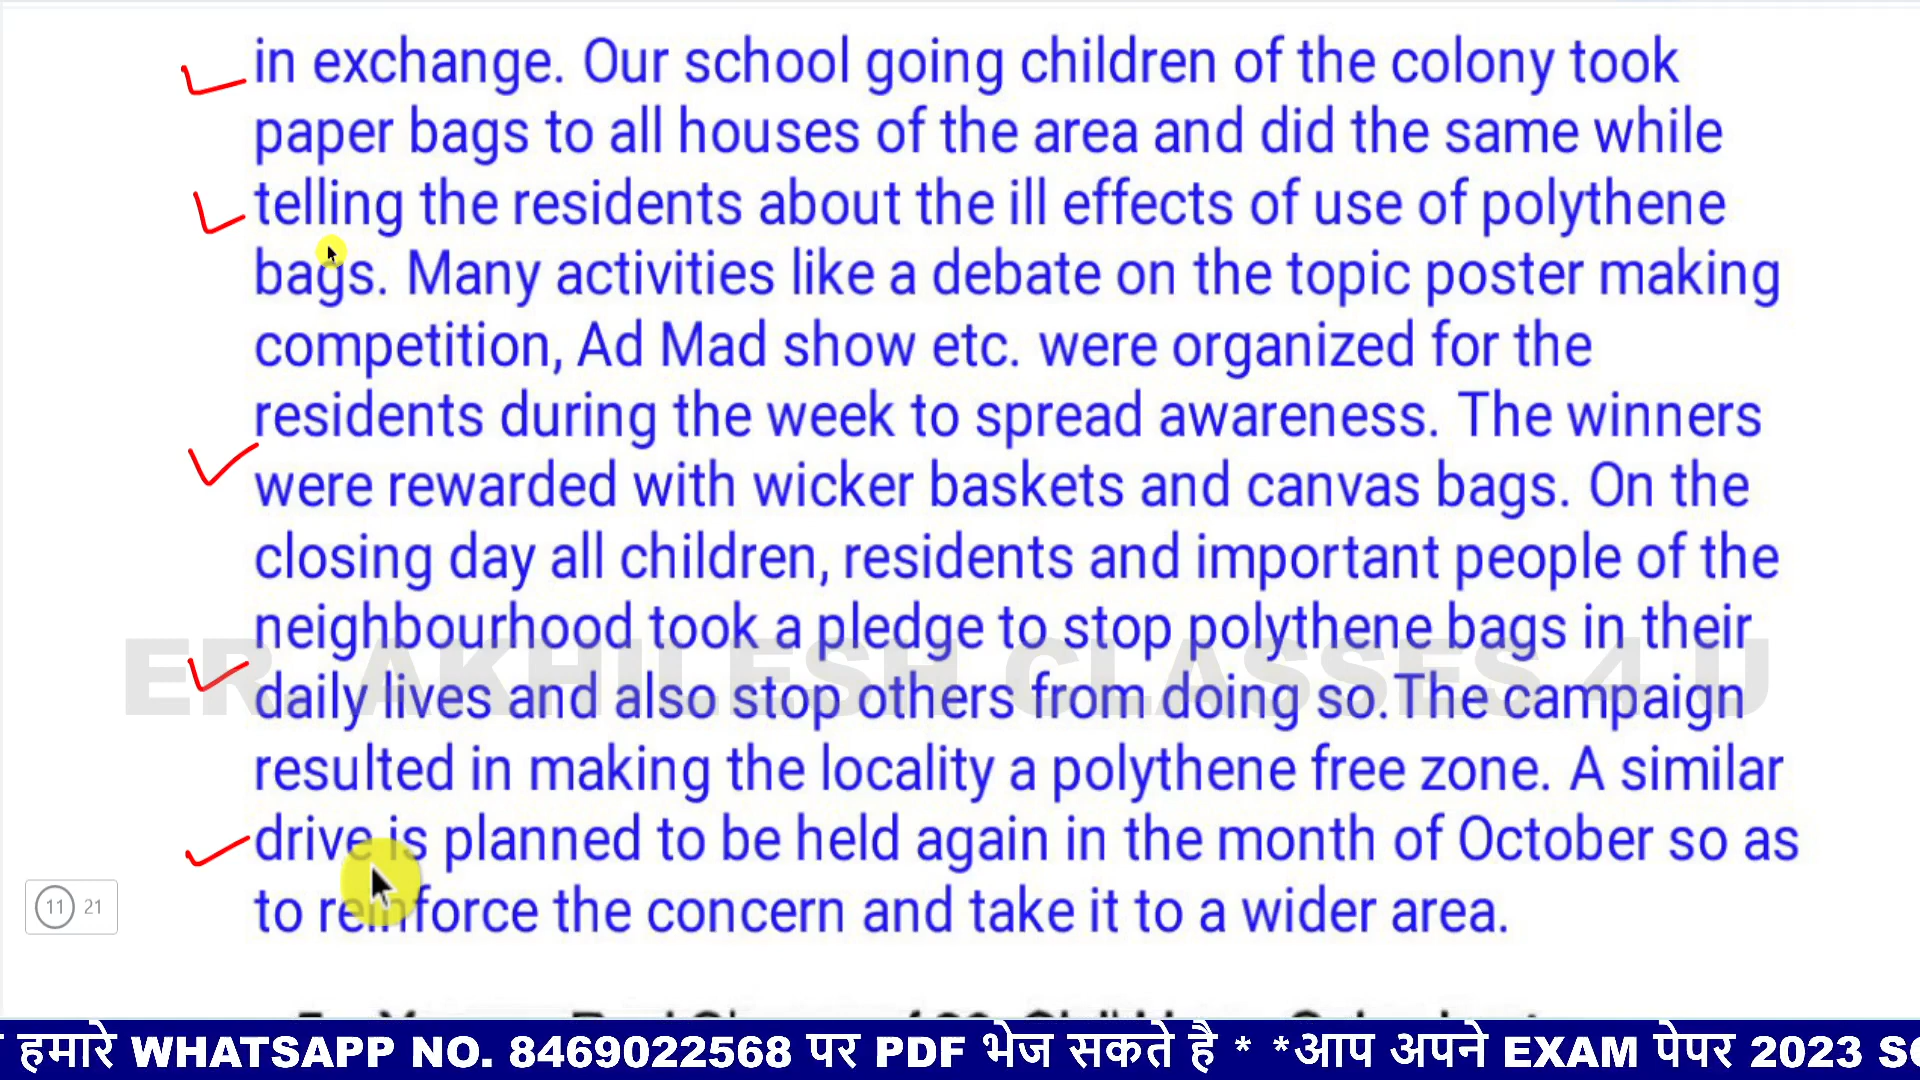 in exchange. Our school going children of the colony took
paper bags to all houses of the area and did the same while
telling the residents about the ill effects of use of polythene
bags. Many activities like a debate on the topic poster making
competition, Ad Mad show etc. were organized for the
residents during the week to spread awareness. The winners
were rewarded with wicker baskets and canvas bags. On the
closing day all children, residents and important people of the
neighbourhood took a pledge to stop polythene bags in their
ER. AKHILESH CLASSES 4 U
daily lives and also stop others from doing so.The campaign
resulted in making the locality a polythene free zone. A similar
drive is planned to be held again in the month of October so as
to reinforce the concern and take it to a wider area.
11 21
हमारे WHATSAPP NO. 8469022568 पर PDF भेज सकते है * *आप अपने EXAM पेपर 2023